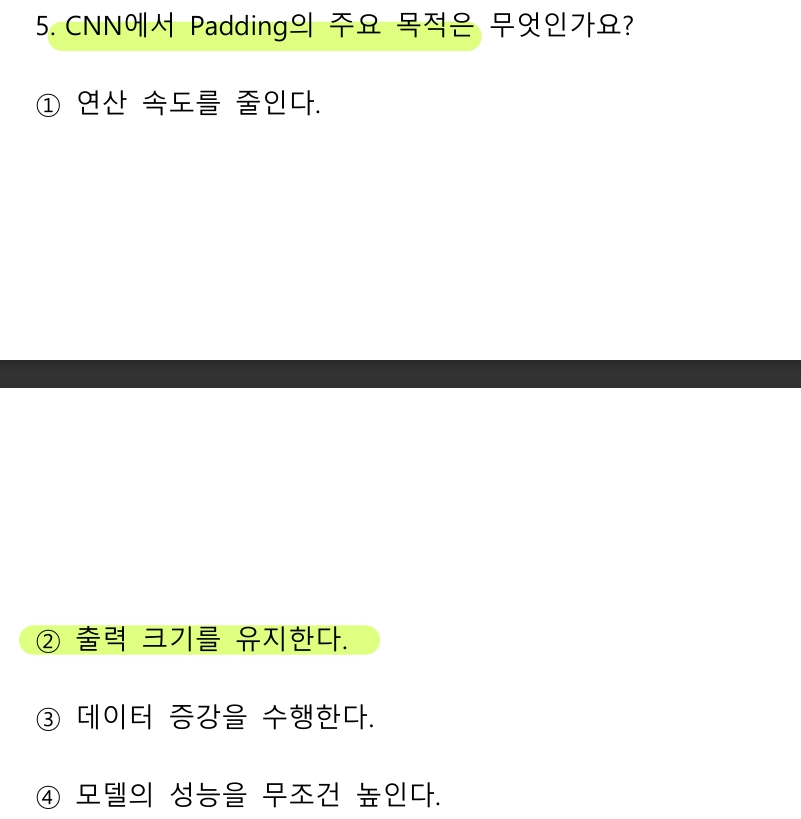 5. CNN에서 Padding의 주요 목적은 무엇인가요?
① 연산 속도를 줄인다.
② 출력 크기를 유지한다.
③ 데이터 증강을 수행한다.
④ 모델의 성능을 무조건 높인다.